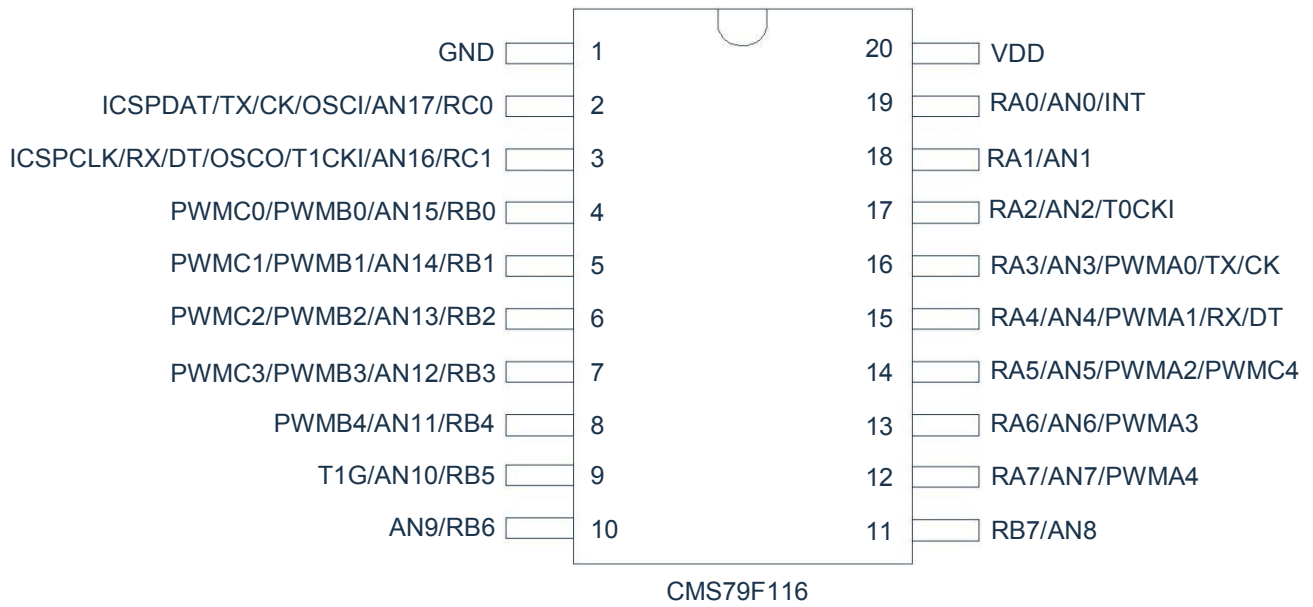 GND 1 20 VDD
ICSPDAT/TX/CK/OSCI/AN17/RC0 2 19 RA0/AN0/INT
ICSPCLK/RX/DT/OSCO/T1CKI/AN16/RC1 3 18 RA1/AN1
PWMC0/PWMB0/AN15/RB0 4 17 RA2/AN2/T0CKI
PWMC1/PWMB1/AN14/RB1 5 16 RA3/AN3/PWMA0/TX/CK
PWMC2/PWMB2/AN13/RB2 6 15 RA4/AN4/PWMA1/RX/DT
PWMC3/PWMB3/AN12/RB3 7 14 RA5/AN5/PWMA2/PWMC4
PWMB4/AN11/RB4 8 13 RA6/AN6/PWMA3
T1G/AN10/RB5 9 12 RA7/AN7/PWMA4
AN9/RB6 10 11 RB7/AN8
CMS79F116